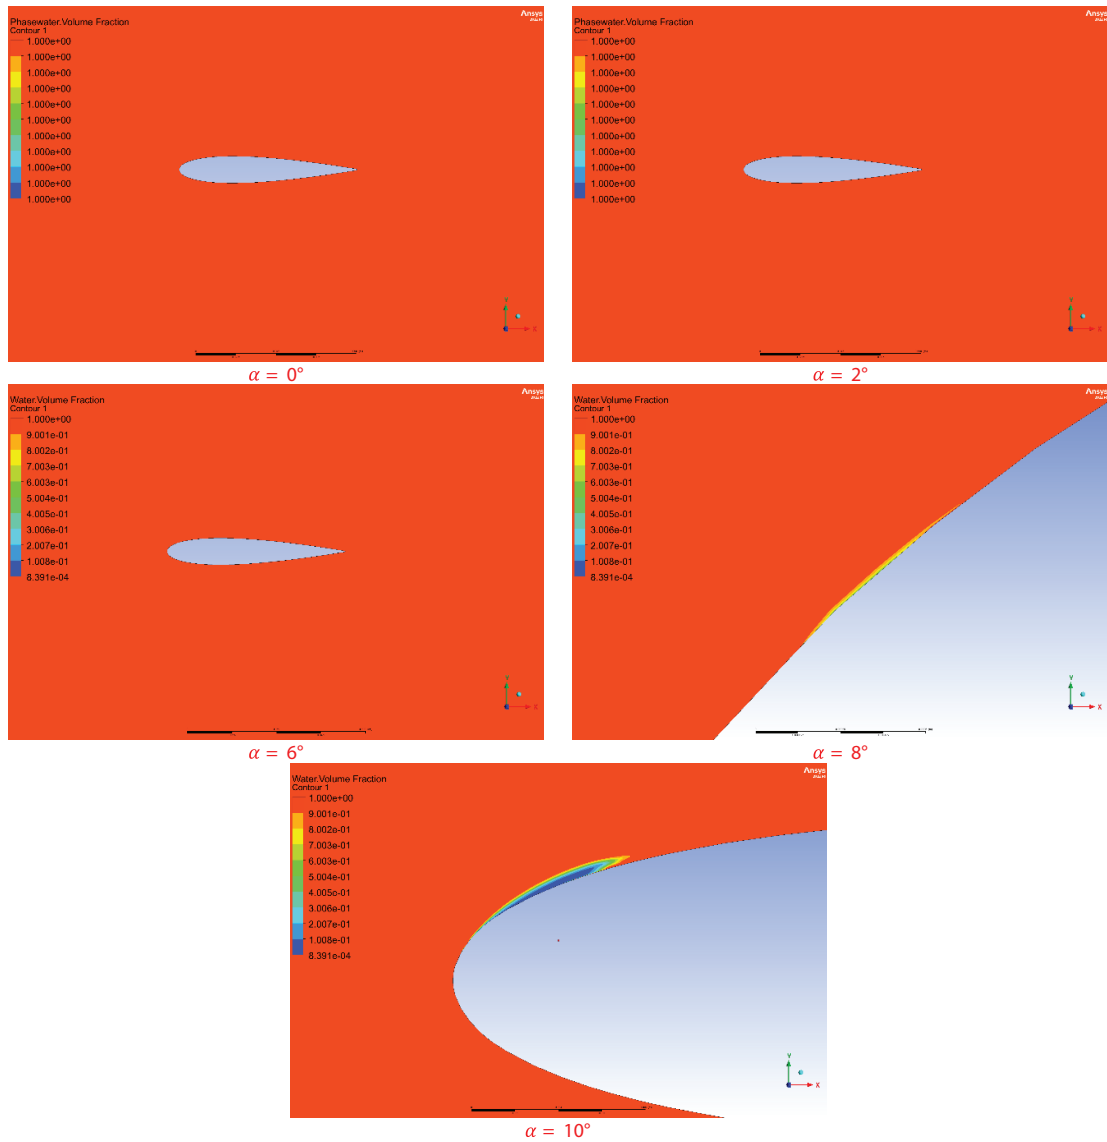 Ansys
Phasewater.Volume Fraction
Contour 1
1.000e+00
1.000e+00
1.000e+00
1.000e+00
1.000e+00
1.000e+00
1.000e+00
1.000e+00
1.000e+00
1.000e+00
1.000e+00
Y
X
α = 0°
Ansys
Phasewater.Volume Fraction
Contour 1
1.000e+00
1.000e+00
1.000e+00
1.000e+00
1.000e+00
1.000e+00
1.000e+00
1.000e+00
1.000e+00
1.000e+00
1.000e+00
Y
X
α = 2°
Ansys
Water.Volume Fraction
Contour 1
1.000e+00
9.001e-01
8.002e-01
7.003e-01
6.003e-01
5.004e-01
4.005e-01
3.006e-01
2.007e-01
1.008e-01
8.391e-04
Y
X
α = 6°
Ansys
Water.Volume Fraction
Contour 1
1.000e+00
9.001e-01
8.002e-01
7.003e-01
6.003e-01
5.004e-01
4.005e-01
3.006e-01
2.007e-01
1.008e-01
8.391e-04
Y
X
α = 8°
Ansys
Water.Volume Fraction
Contour 1
1.000e+00
9.001e-01
8.002e-01
7.003e-01
6.003e-01
5.004e-01
4.005e-01
3.006e-01
2.007e-01
1.008e-01
8.391e-04
Y
X
α = 10°